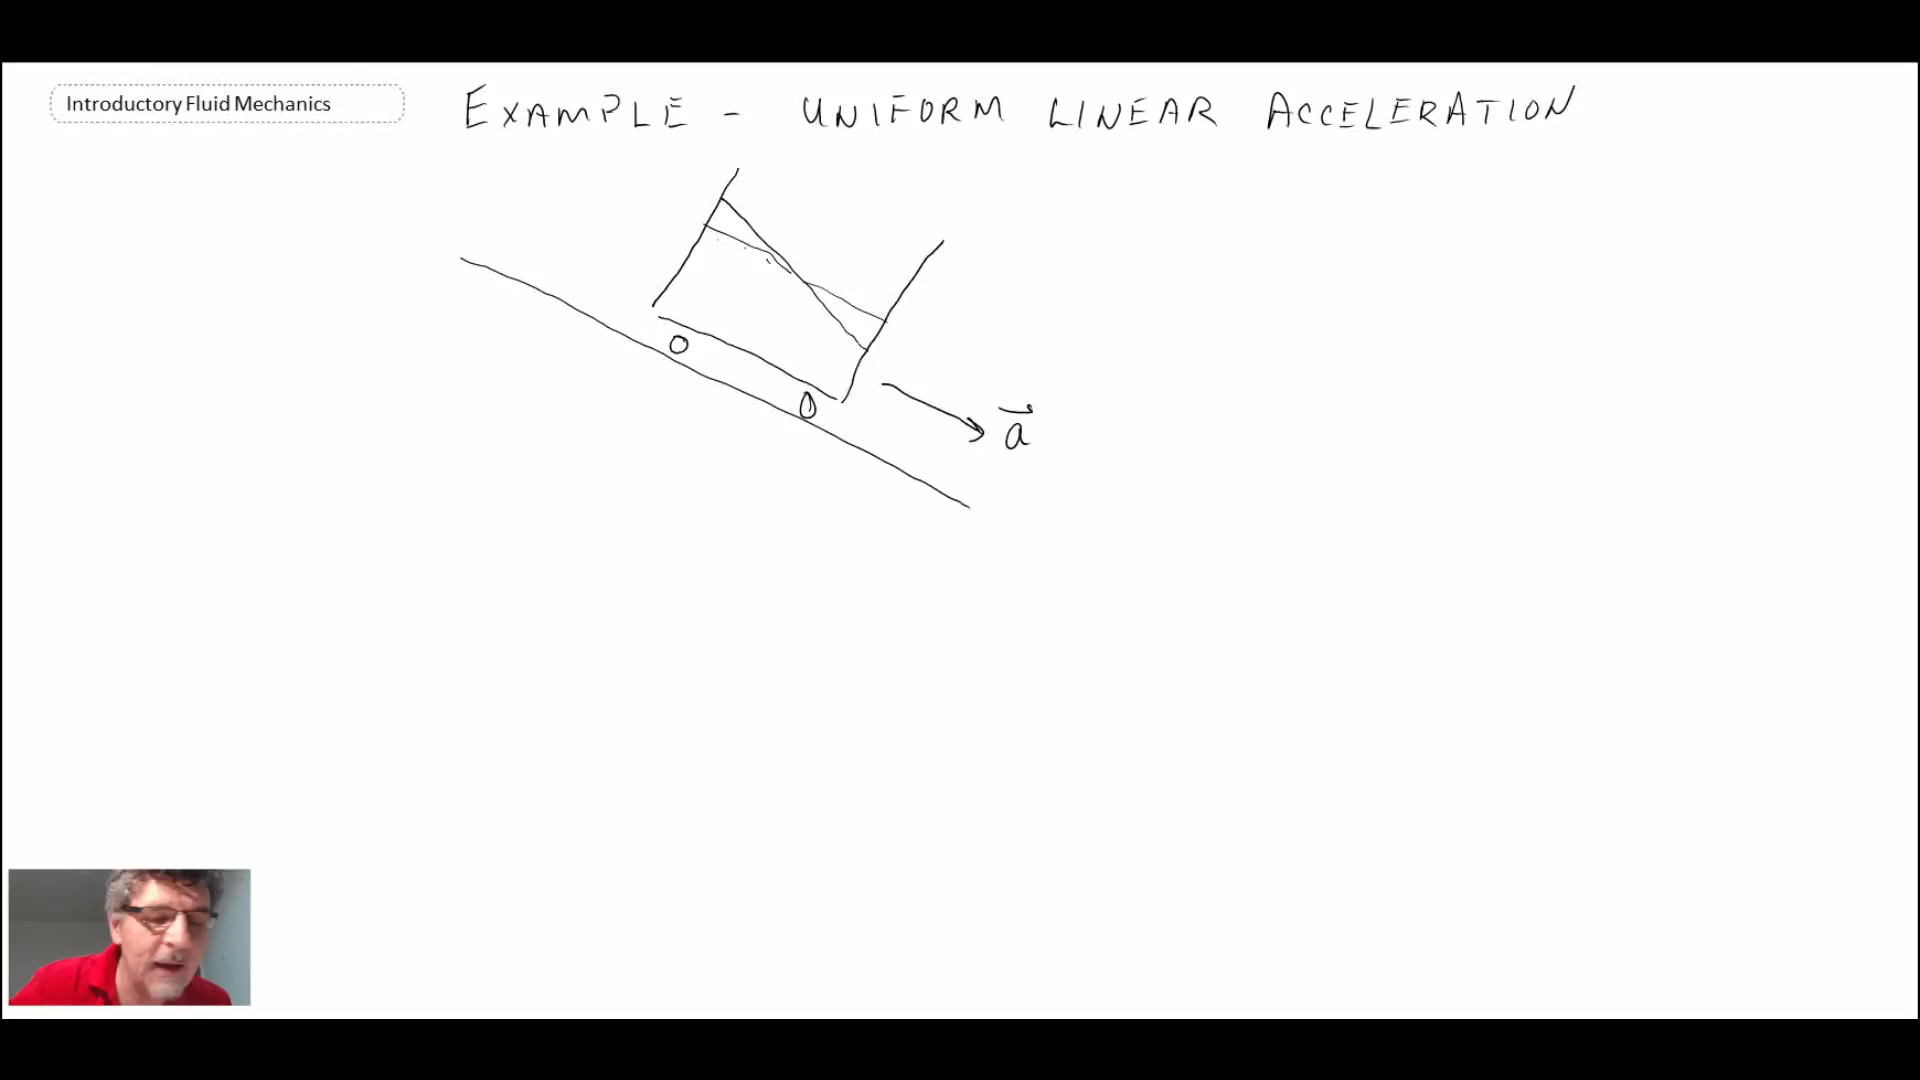 Introductory Fluid Mechanics
EXAMPLE - UNIFORM LINEAR ACCELERATION
a⃗